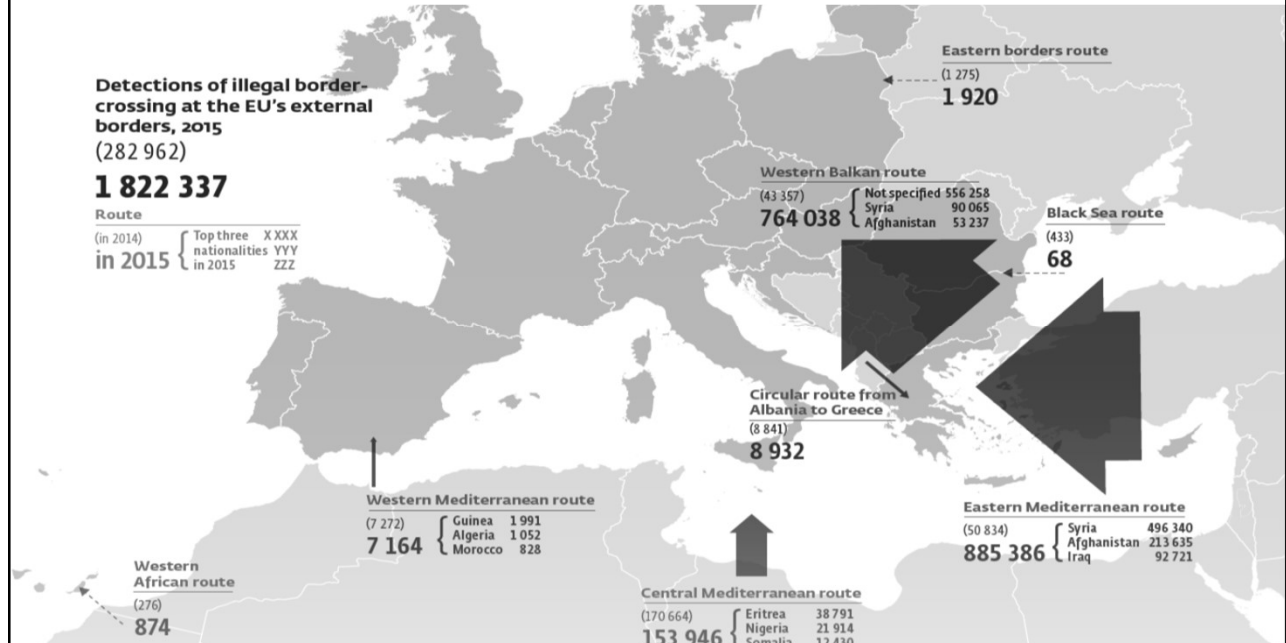 Detections of illegal border-
crossing at the EU's external
borders, 2015
(282 962)
1 822 337
Route
(in 2014)
in 2015
{ Top three X XXX
nationalities YYY
in 2015 ZZZ
Eastern borders route
(1 275)
1 920
Western Balkan route
(43 357)
764 038
{ Not specified 556 258
Syria 90 065
Afghanistan 53 237
Black Sea route
(433)
68
Circular route from
Albania to Greece
(8 841)
8 932
Western Mediterranean route
(7 272)
7 164
{ Guinea 1 991
Algeria 1 052
Morocco 828
Eastern Mediterranean route
(50 834)
885 386
{ Syria 496 340
Afghanistan 213 635
Iraq 92 721
Western
African route
(276)
874
Central Mediterranean route
(170 664)
153 946
{ Eritrea 38 791
Nigeria 21 914
Somalia 12 430